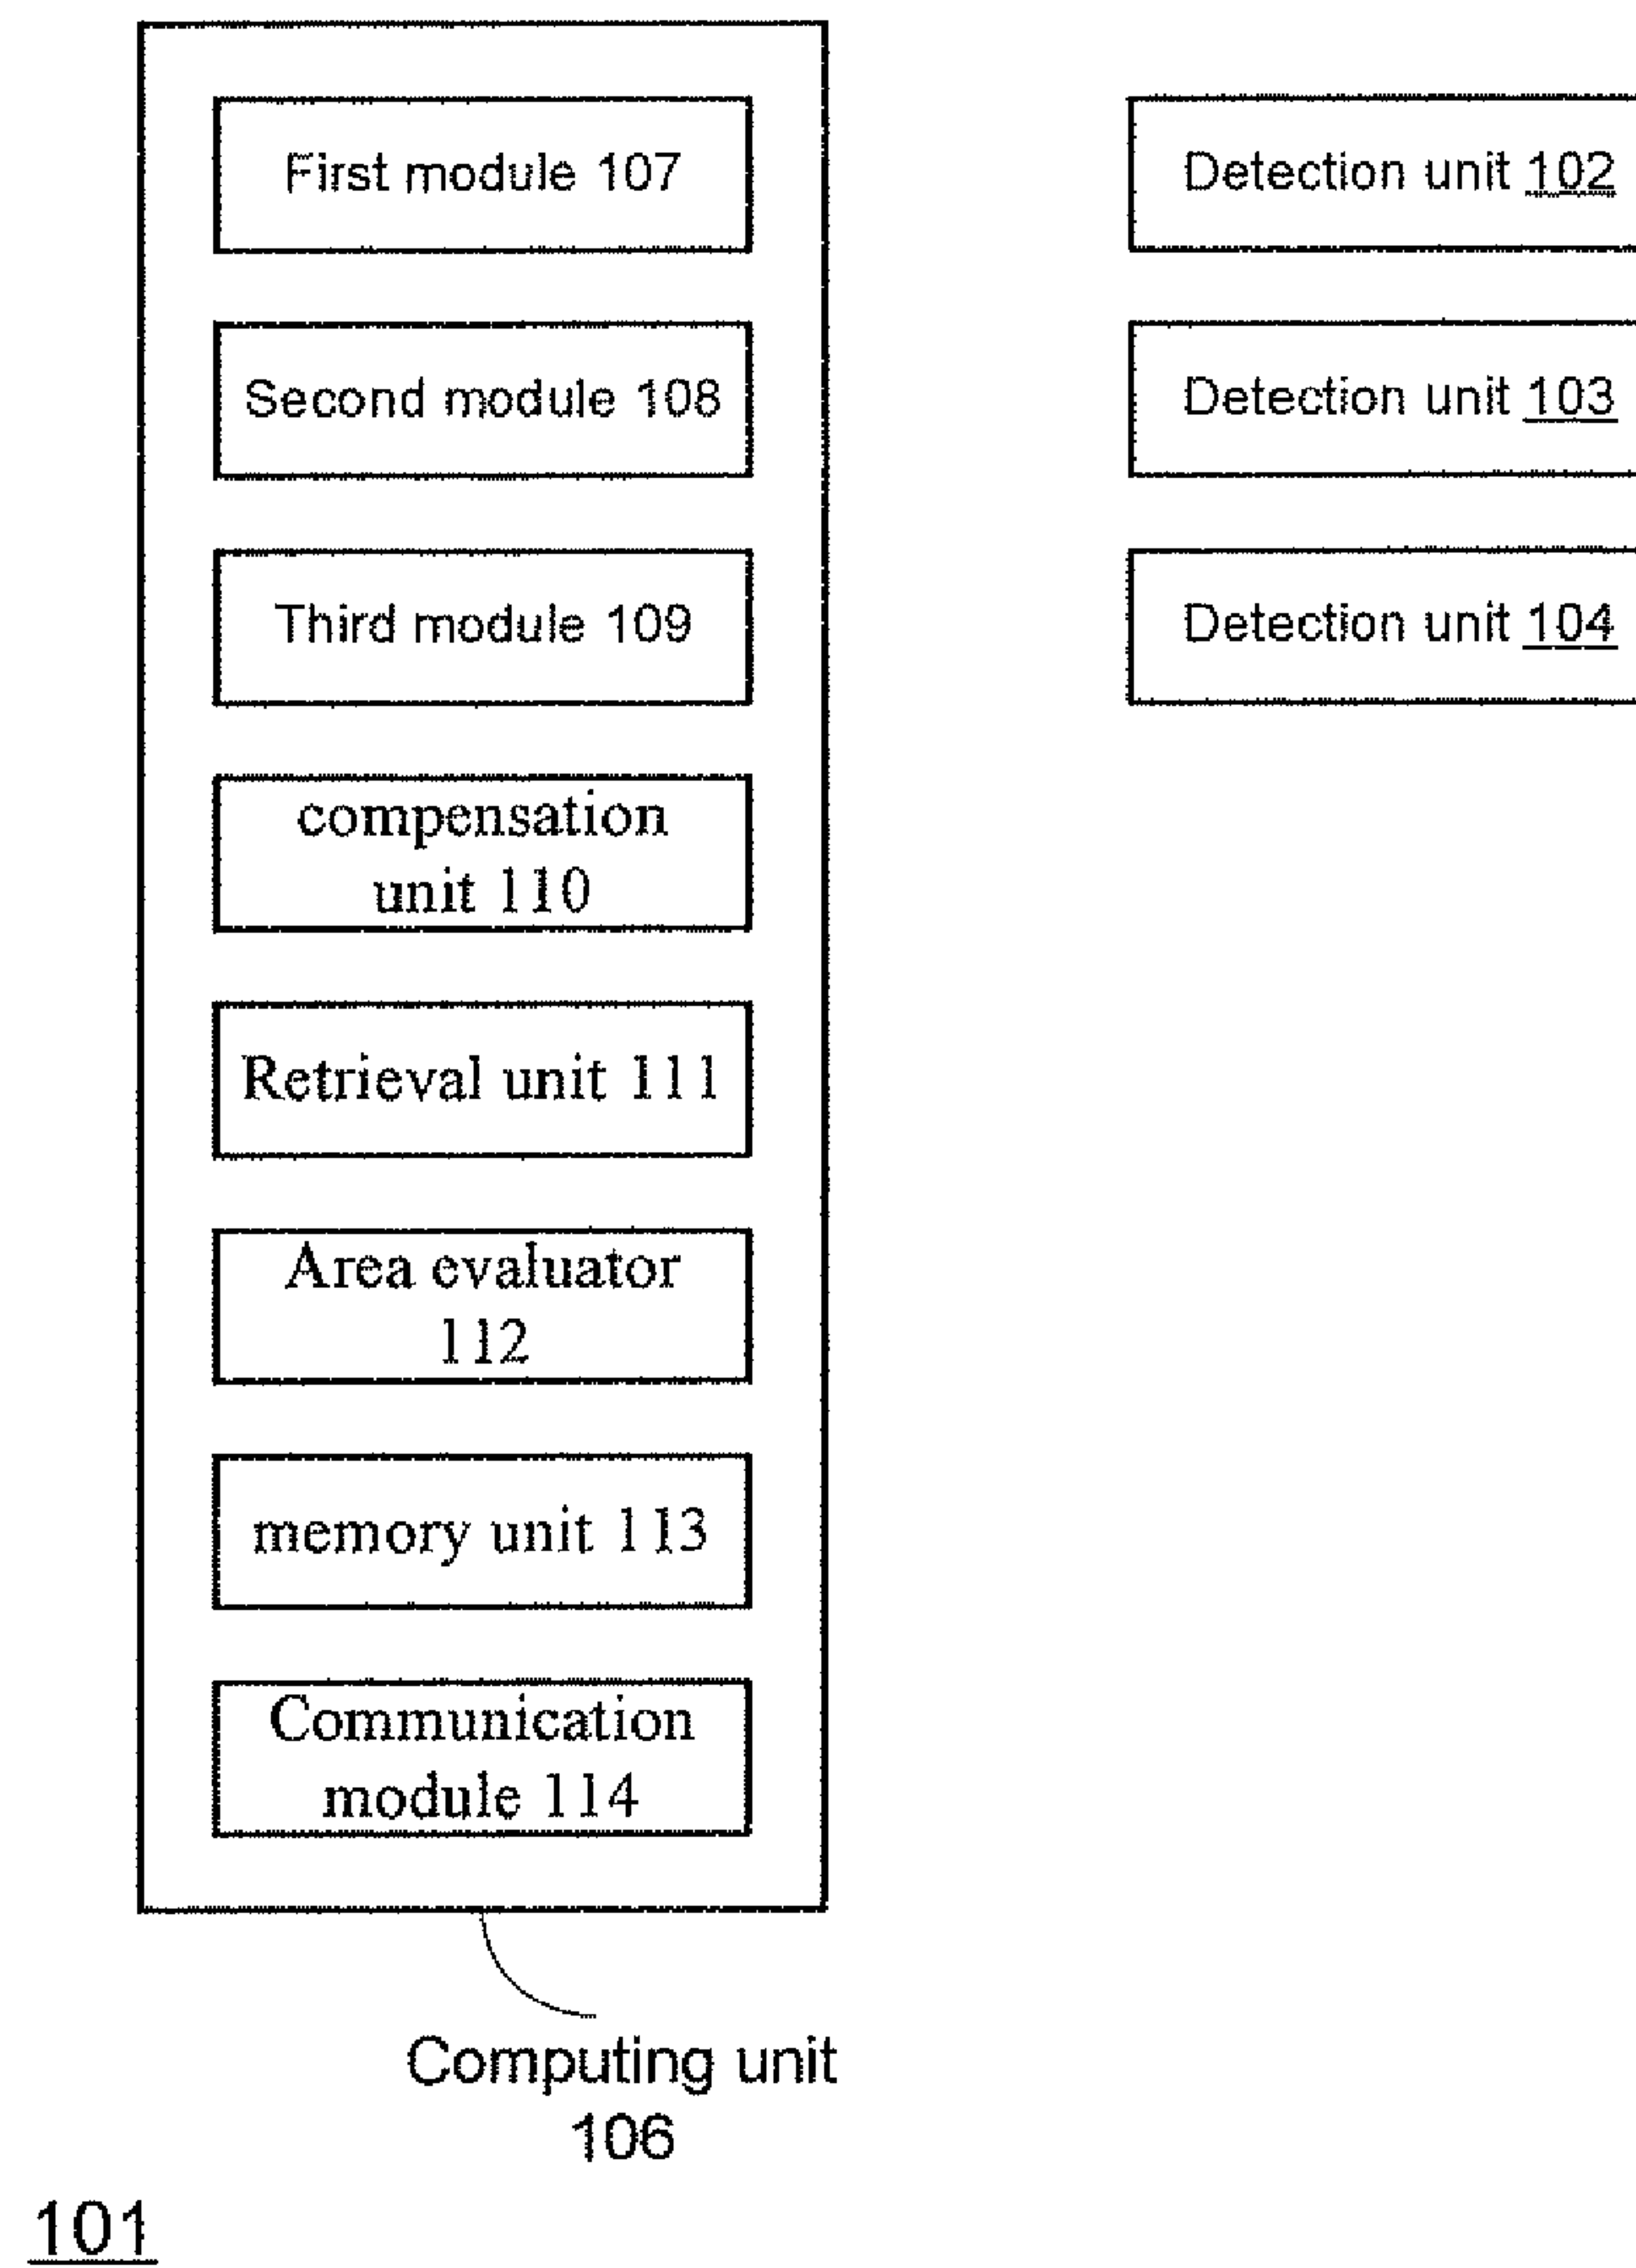 First module 107
Second module 108
Third module 109
compensation
unit 110
Retrieval unit 111
Area evaluator
112
memory unit 113
Communication
module 114
Computing unit
106
Detection unit 102
Detection unit 103
Detection unit 104
101